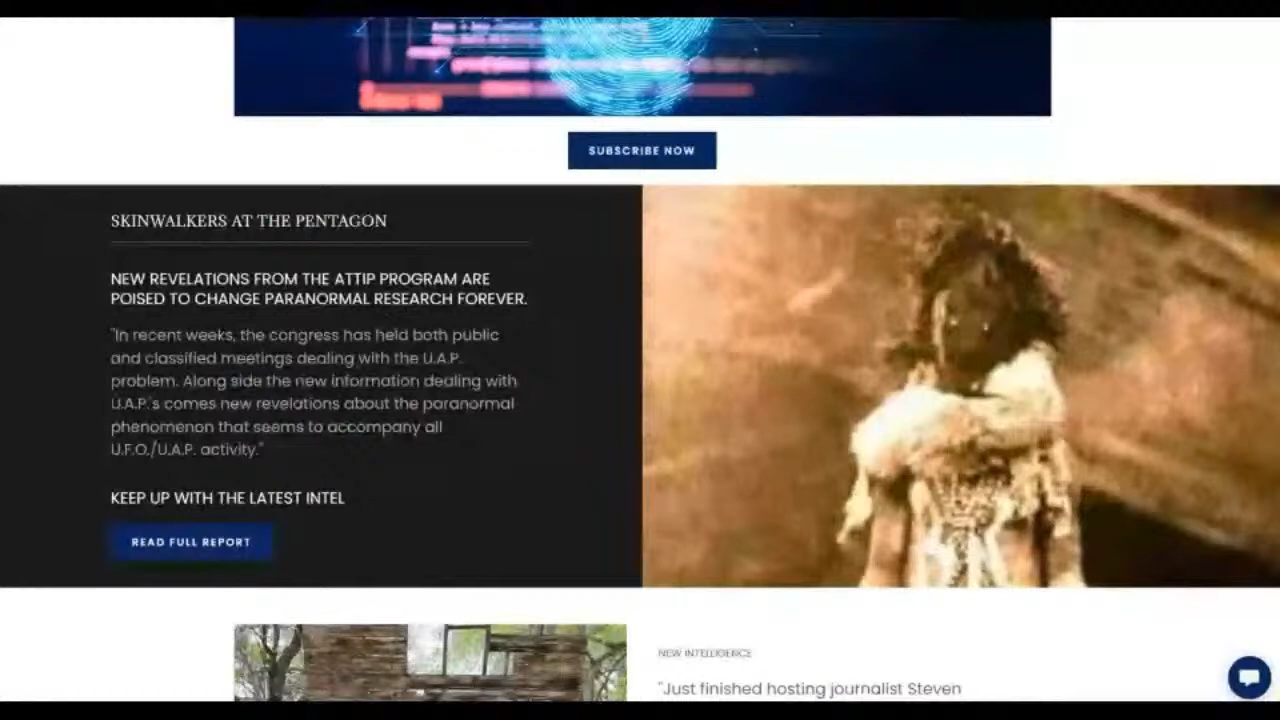 SUBSCRIBE NOW
SKINWALKERS AT THE PENTAGON
NEW REVELATIONS FROM THE ATTIP PROGRAM ARE
POISED TO CHANGE PARANORMAL RESEARCH FOREVER.
"In recent weeks, the congress has held both public
and classified meetings dealing with the U.A.P.
problem. Along side the new information dealing with
U.A.P.'s comes new revelations about the paranormal
phenomenon that seems to accompany all
U.F.O./U.A.P. activity."
KEEP UP WITH THE LATEST INTEL
READ FULL REPORT
NEW INTELLIGENCE
"Just finished hosting journalist Steven